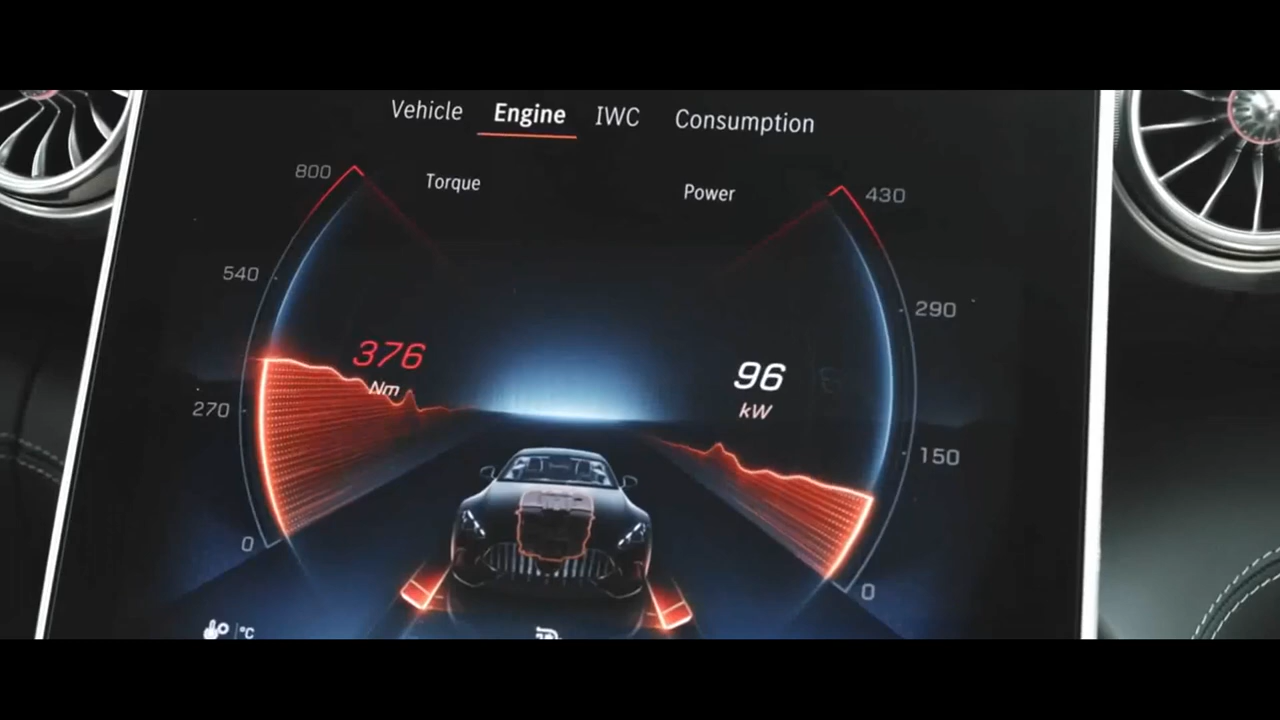 Vehicle Engine IWC Consumption
800 Torque Power 430
540 290
376 96
Nm kW
270 150
0 0
°C